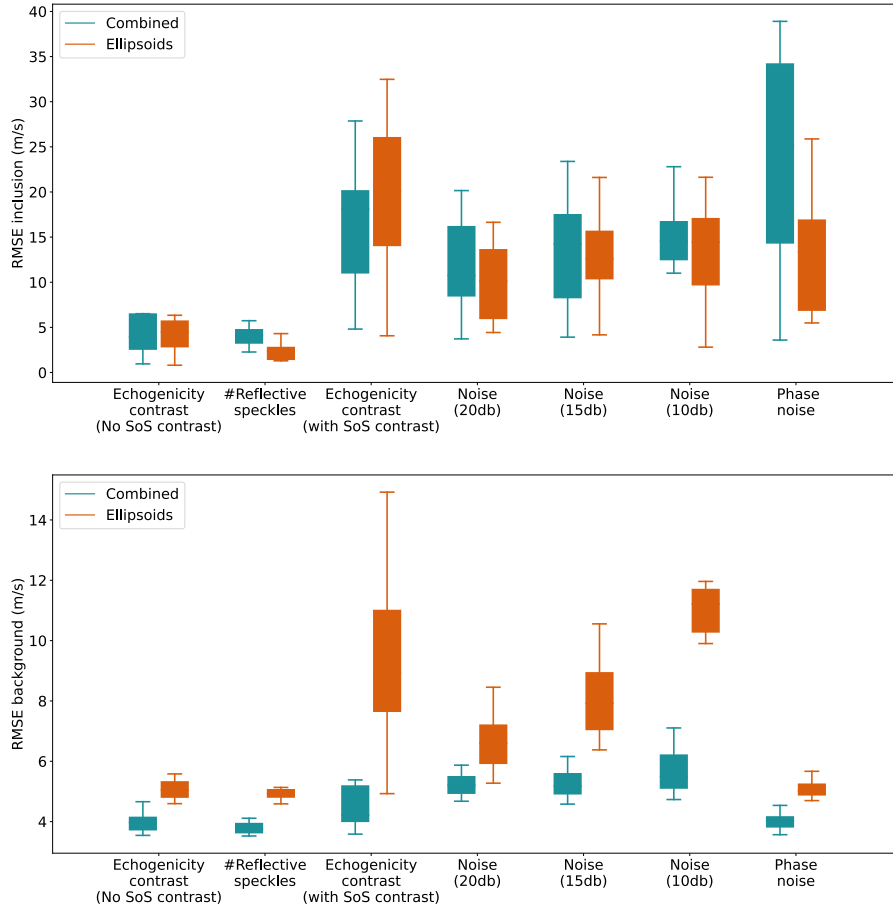 40
35
30
25
20
15
10
5
0
RMSE inclusion (m/s)
Combined
Ellipsoids
Echogenicity
contrast
(No SoS contrast)
#Reflective
speckles
Echogenicity
contrast
(with SoS contrast)
Noise
(20db)
Noise
(15db)
Noise
(10db)
Phase
noise
14
12
10
8
6
4
RMSE background (m/s)
Combined
Ellipsoids
Echogenicity
contrast
(No SoS contrast)
#Reflective
speckles
Echogenicity
contrast
(with SoS contrast)
Noise
(20db)
Noise
(15db)
Noise
(10db)
Phase
noise